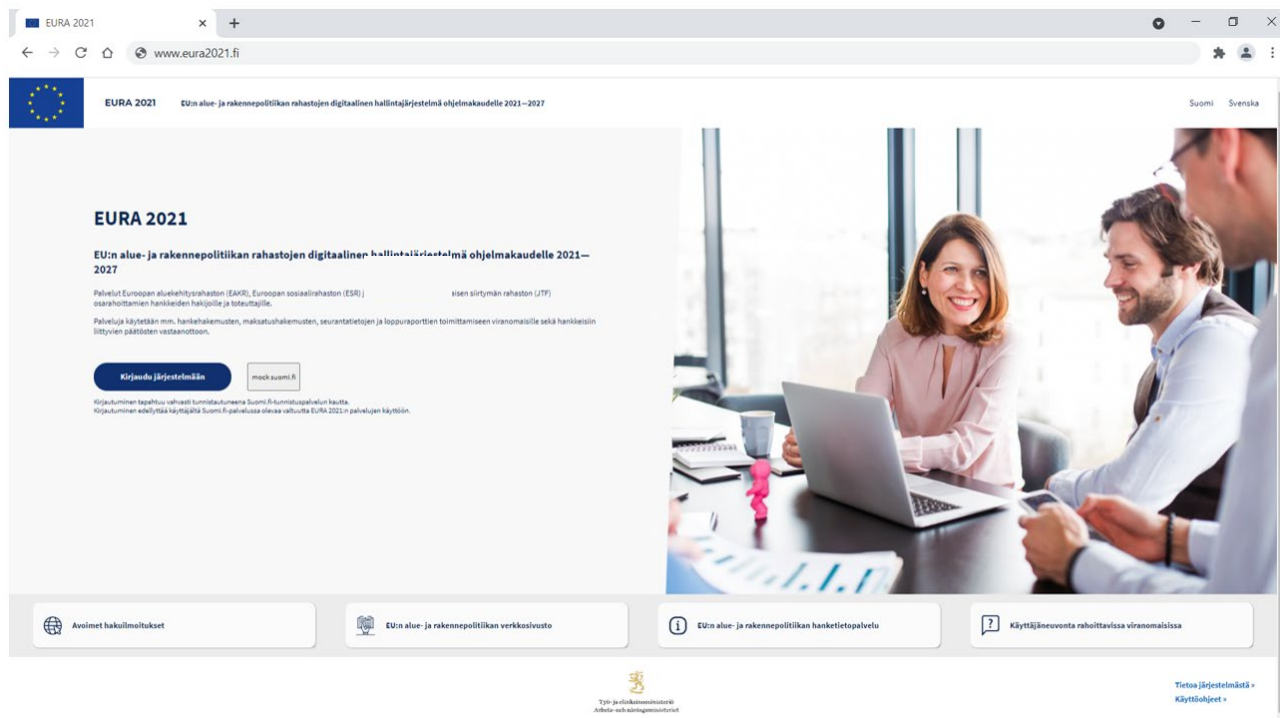 EURA 2021
www.eura2021.fi
EURA 2021 EU:n alue- ja rakennepolitiikan rahastojen digitaalinen hallintajärjestelmä ohjelmakaudelle 2021—2027
Suomi Svenska
EURA 2021
EU:n alue- ja rakennepolitiikan rahastojen digitaalinen hallintajärjestelmä ohjelmakaudelle 2021—
2027
Palvelut Euroopan aluekehitysrahaston (EAKR), Euroopan sosiaalirahaston (ESR) siirtymän rahaston (JTF)
osarahoittamien hankkeiden hakijoille ja toteuttajille.
Palveluja käytetään mm. hankehakemusten, maksatushakemusten, seurantatietojen ja loppuraporttien toimittamiseen viranomaisille sekä hankkeisiin
liittyvien päätösten vastaanottoon.
Kirjaudu järjestelmään
mock suomi.fi
Kirjautuminen tapahtuu vahvasti tunnistautuneena Suomi.fi-tunnistuspalvelun kautta.
Kirjautuminen edellyttää käyttäjältä Suomi.fi-palvelussa olevaa valtuutta EURA 2021:n palvelujen käyttöön.
Avoimet hakuilmoitukset
EU:n alue- ja rakennepolitiikan verkkosivusto
EU:n alue- ja rakennepolitiikan hanketietopalvelu
Käyttäjäneuvonta rahoittavissa viranomaisissa
Työ- ja elinkeinoministeriö
Arbets- och näringsministeriet
Tietoa järjestelmästä »
Käyttöohjeet »